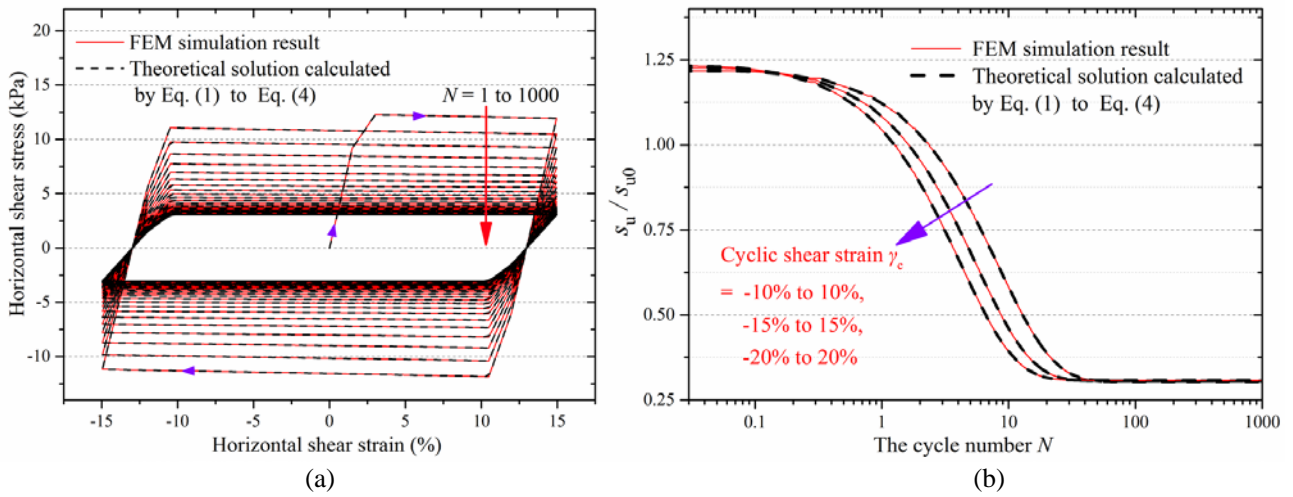 20
15
10
5
0
-5
-10
Horizontal shear stress (kPa)
FEM simulation result
Theoretical solution calculated
by Eq. (1) to Eq. (4)
N = 1 to 1000
-15 -10 -5 0 5 10 15
Horizontal shear strain (%)
(a)
1.25
1.00
0.75
0.50
0.25
su / su0
FEM simulation result
Theoretical solution calculated
by Eq. (1) to Eq. (4)
Cyclic shear strain γc
= -10% to 10%,
-15% to 15%,
-20% to 20%
0.1 1 10 100 1000
The cycle number N
(b)